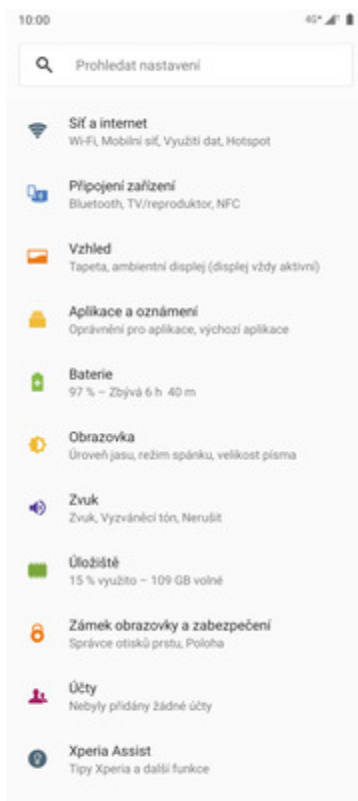 10:00
4G+
Prohledat nastavení
Síť a internet
Wi-Fi, Mobilní síť, Využití dat, Hotspot
Připojení zařízení
Bluetooth, TV/reproduktor, NFC
Vzhled
Tapeta, ambientní displej (displej vždy aktivní)
Aplikace a oznámení
Oprávnění pro aplikace, výchozí aplikace
Baterie
97 % – Zbývá 6 h 40 m
Obrazovka
Úroveň jasu, režim spánku, velikost písma
Zvuk
Zvuk, Vyzváněcí tón, Nerušit
Úložiště
15 % využito – 109 GB volné
Zámek obrazovky a zabezpečení
Správce otisků prstu, Poloha
Účty
Nebyly přidány žádné účty
Xperia Assist
Tipy Xperia a další funkce